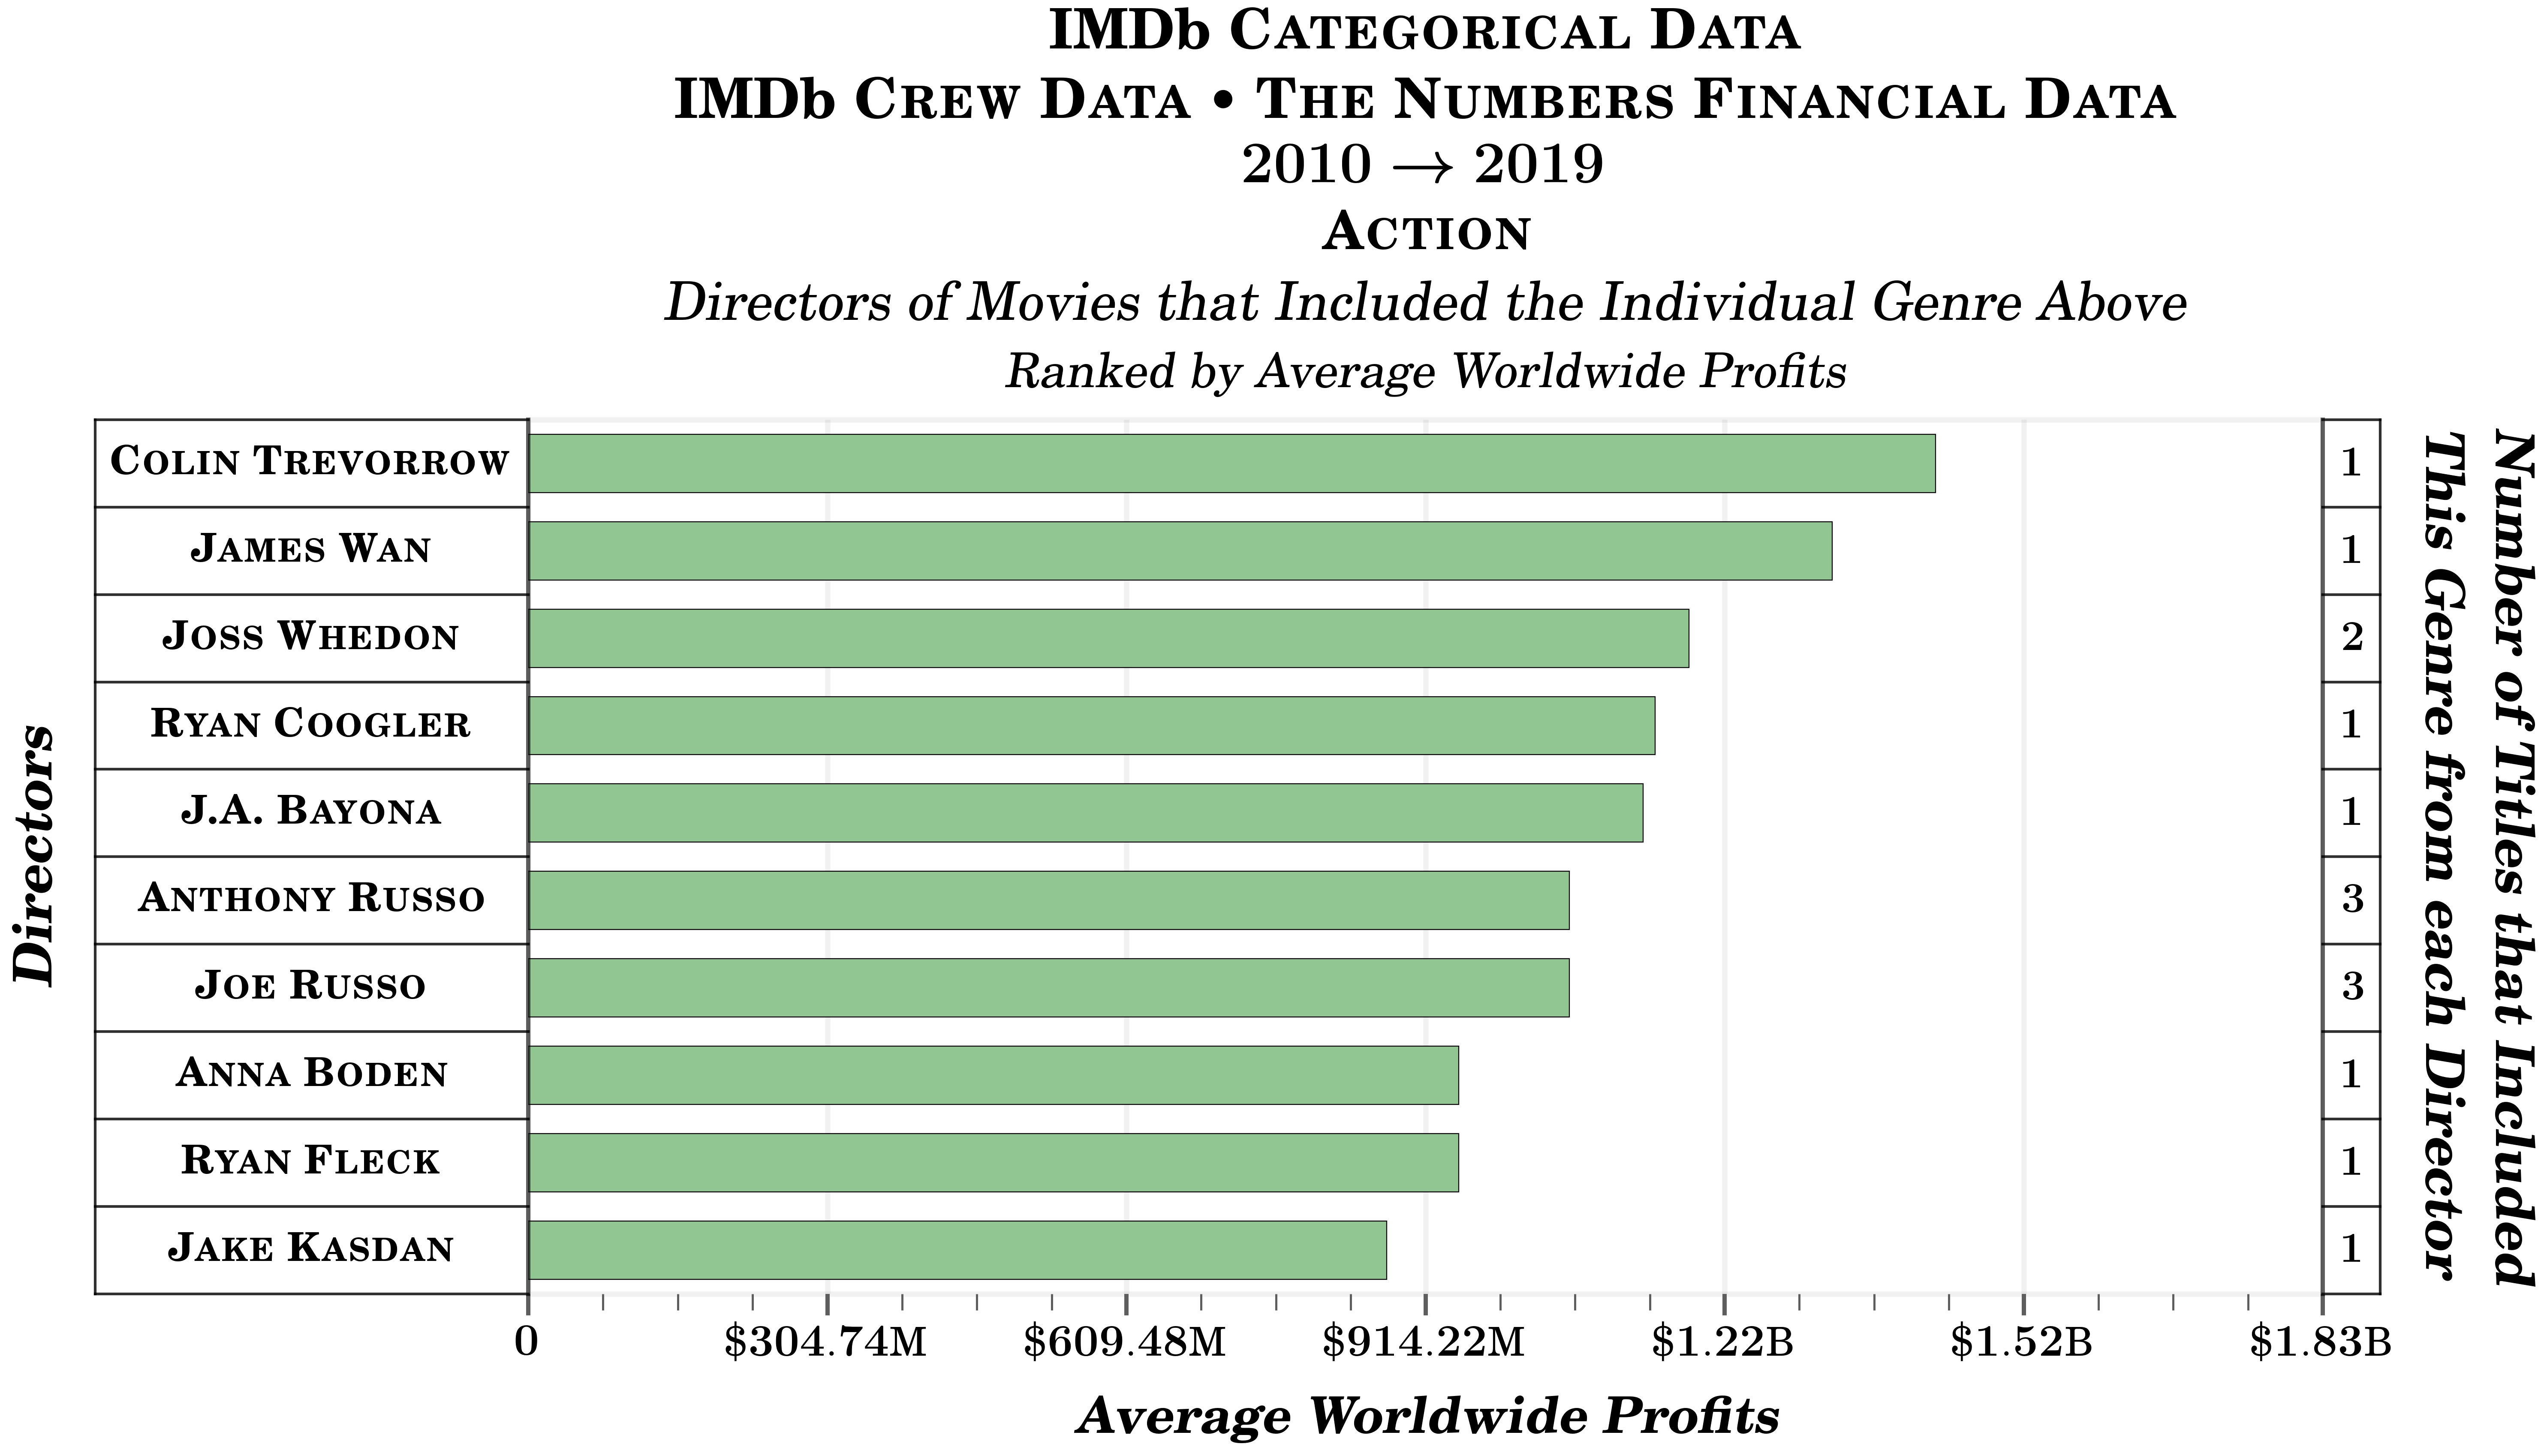 IMDb CATEGORICAL DATA
IMDb CREW DATA • THE NUMBERS FINANCIAL DATA
2010 → 2019
ACTION
Directors of Movies that Included the Individual Genre Above
Ranked by Average Worldwide Profits
Directors
COLIN TREVORROW 1
JAMES WAN 1
JOSS WHEDON 2
RYAN COOGLER 1
J.A. BAYONA 1
ANTHONY RUSSO 3
JOE RUSSO 3
ANNA BODEN 1
RYAN FLECK 1
JAKE KASDAN 1
Number of Titles that Included
This Genre from each Director
0 $304.74M $609.48M $914.22M $1.22B $1.52B $1.83B
Average Worldwide Profits